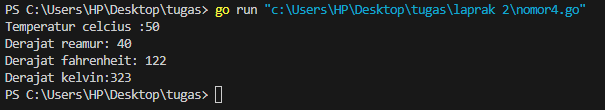 PS C:\Users\HP\Desktop\tugas> go run "c:\Users\HP\Desktop\tugas\laprak 2\nomor4.go"
Temperatur celcius :50
Derajat reamur: 40
Derajat fahrenheit: 122
Derajat kelvin:323
PS C:\Users\HP\Desktop\tugas>